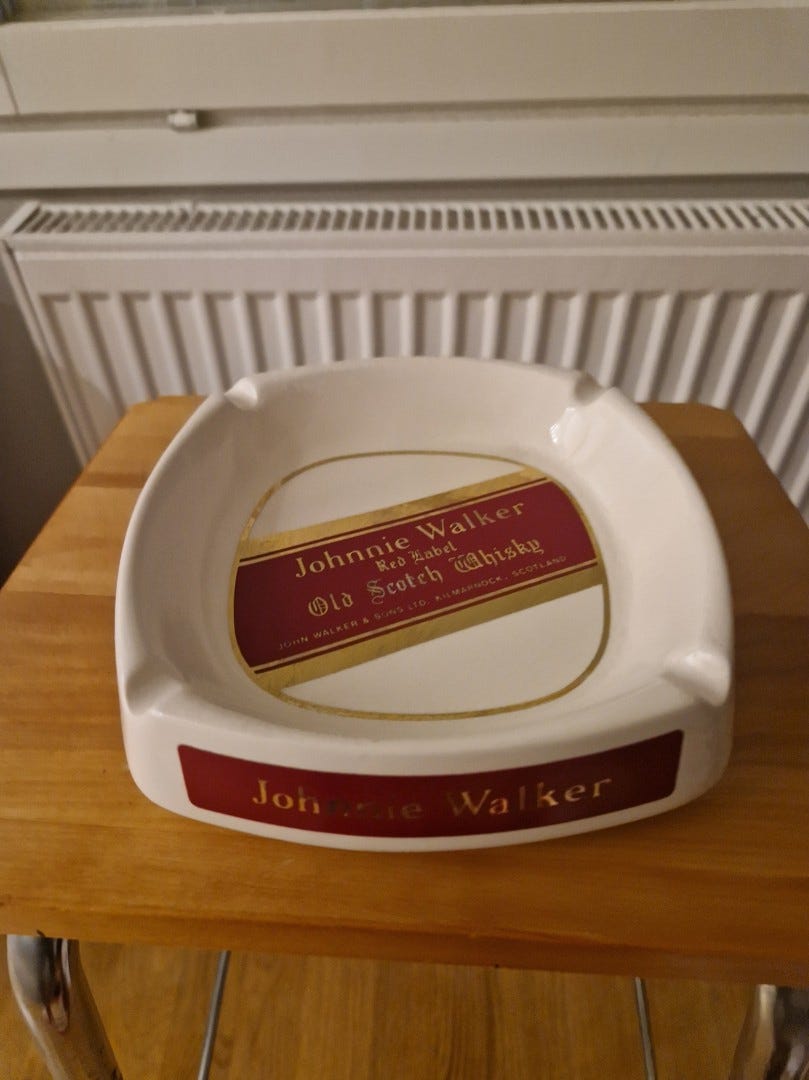 Johnnie Walker
Red Label
Old Scotch Whisky
JOHN WALKER & SONS LTD. KILMARNOCK. SCOTLAND
Johnnie Walker